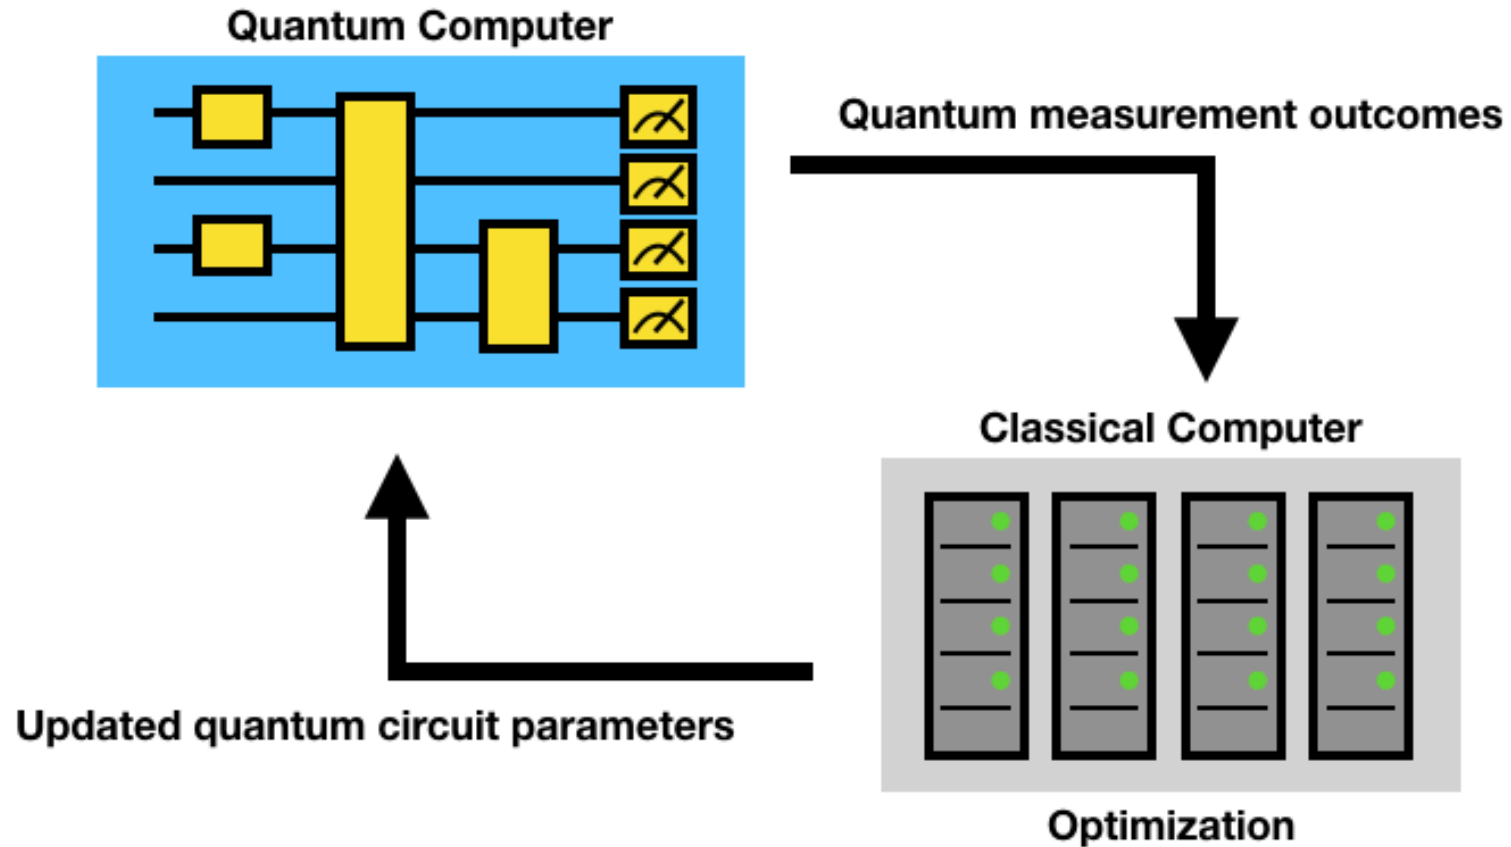 Quantum Computer
Quantum measurement outcomes
Classical Computer
Updated quantum circuit parameters
Optimization